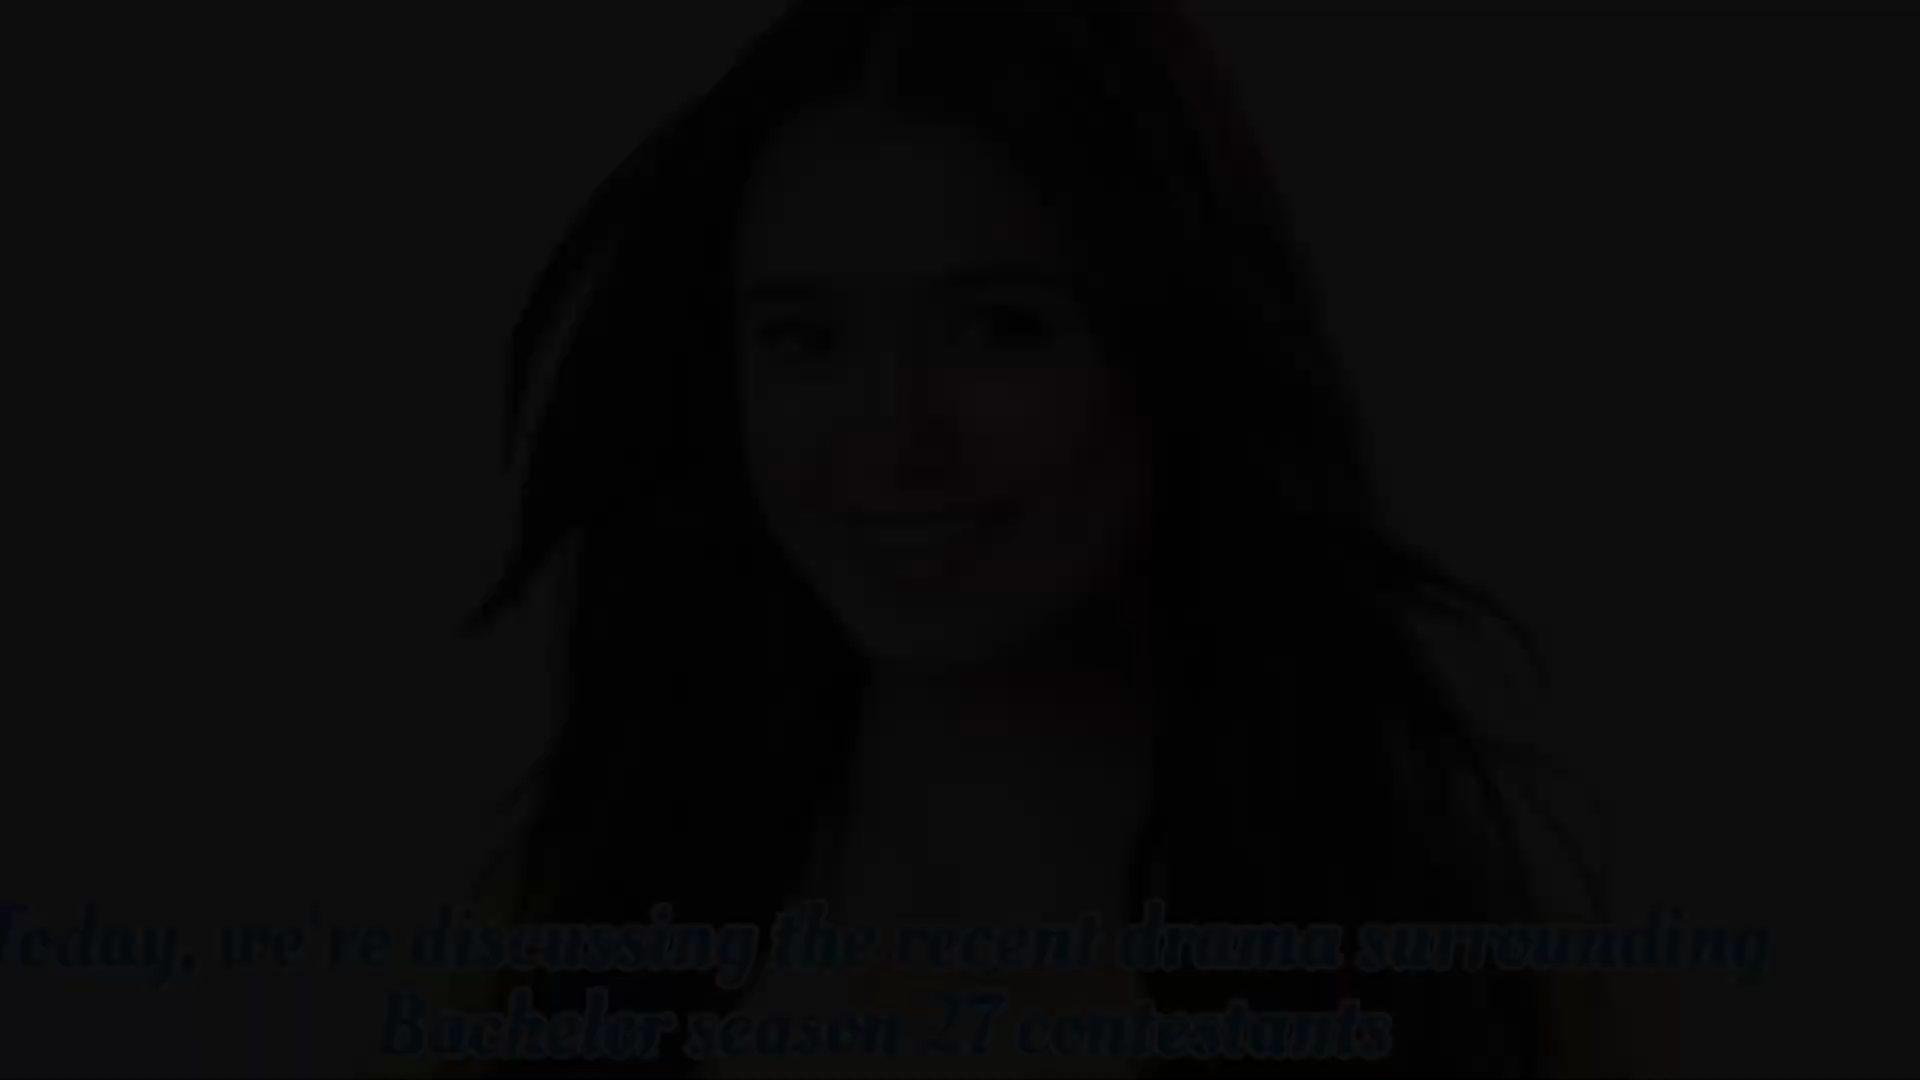 Today, we're discussing the recent drama surrounding
Bachelor season 27 contestants